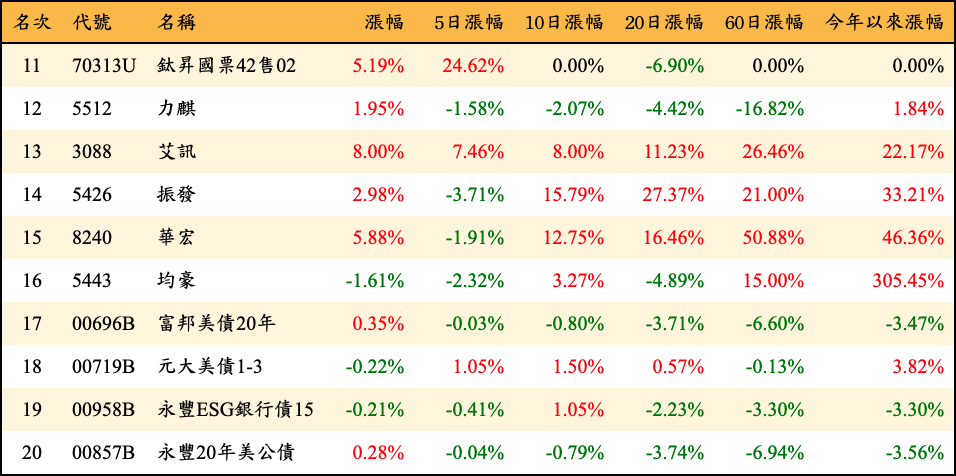 名次 代號 名稱 漲幅 5日漲幅 10日漲幅 20日漲幅 60日漲幅 今年以來漲幅
11 70313U 鈦昇國票42售02 5.19% 24.62% 0.00% -6.90% 0.00% 0.00%
12 5512 力麒 1.95% -1.58% -2.07% -4.42% -16.82% 1.84%
13 3088 艾訊 8.00% 7.46% 8.00% 11.23% 26.46% 22.17%
14 5426 振發 2.98% -3.71% 15.79% 27.37% 21.00% 33.21%
15 8240 華宏 5.88% -1.91% 12.75% 16.46% 50.88% 46.36%
16 5443 均豪 -1.61% -2.32% 3.27% -4.89% 15.00% 305.45%
17 00696B 富邦美債20年 0.35% -0.03% -0.80% -3.71% -6.60% -3.47%
18 00719B 元大美債1-3 -0.22% 1.05% 1.50% 0.57% -0.13% 3.82%
19 00958B 永豐ESG銀行債15 -0.21% -0.41% 1.05% -2.23% -3.30% -3.30%
20 00857B 永豐20年美公債 0.28% -0.04% -0.79% -3.74% -6.94% -3.56%